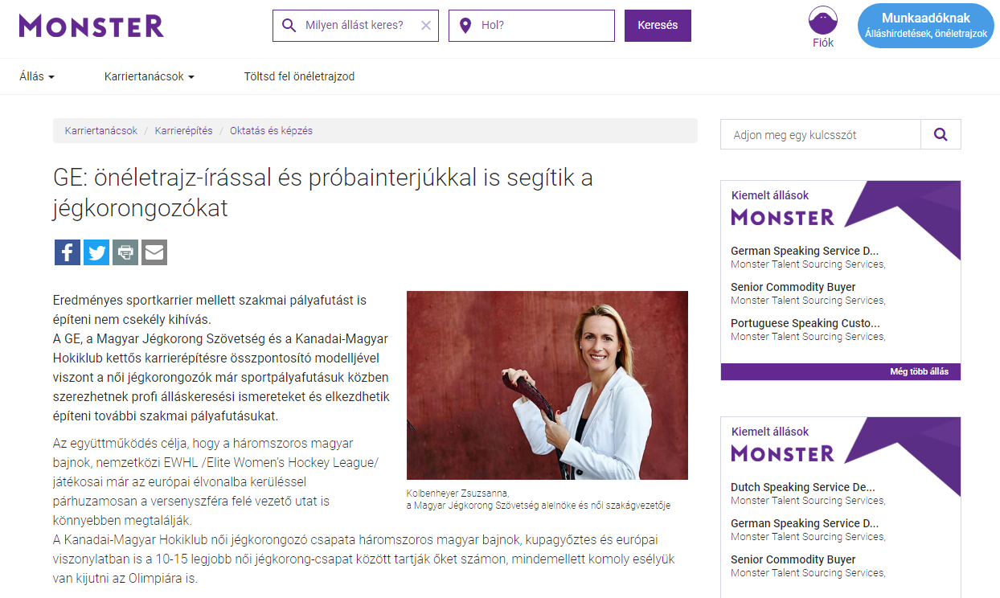 MONSTER
Milyen állást keres?
Hol?
Keresés
Fiók
Munkaadóknak
Álláshirdetések, önéletrajzok
Állás
Karriertanácsok
Töltsd fel önéletrajzod
Karriertanácsok / Karrierépítés / Oktatás és képzés
GE: önéletrajz-írással és próbainterjúkkal is segítik a
jégkorongozókat
Eredményes sportkarrier mellett szakmai pályafutást is
építeni nem csekély kihívás.
A GE, a Magyar Jégkorong Szövetség és a Kanadai-Magyar
Hokiklub kettős karrierépítésre összpontosító modelljével
viszont a női jégkorongozók már sportpályafutásuk közben
szerezhetnek profi álláskeresési ismereteket és elkezdhetik
építeni további szakmai pályafutásukat.
Az együttműködés célja, hogy a háromszoros magyar
bajnok, nemzetközi EWHL /Elite Women's Hockey League/
játékosai már az európai élvonalba kerüléssel
párhuzamosan a versenyszféra felé vezető utat is
könnyebben megtalálják.
Kolbenheyer Zsuzsanna,
a Magyar Jégkorong Szövetség alelnöke és női szakágvezetője
A Kanadai-Magyar Hokiklub női jégkorongozó csapata háromszoros magyar bajnok, kupagyőztes és európai
viszonylatban is a 10-15 legjobb női jégkorong-csapat között tartják őket számon, mindemellett komoly esélyük
van kijutni az Olimpiára is.
Adjon meg egy kulcsszót
Kiemelt állások
MONSTER
German Speaking Service D...
Monster Talent Sourcing Services,
Senior Commodity Buyer
Monster Talent Sourcing Services,
Portuguese Speaking Custo...
Monster Talent Sourcing Services,
Még több állás
Kiemelt állások
MONSTER
Dutch Speaking Service De...
Monster Talent Sourcing Services,
German Speaking Service D...
Monster Talent Sourcing Services,
Senior Commodity Buyer
Monster Talent Sourcing Services,